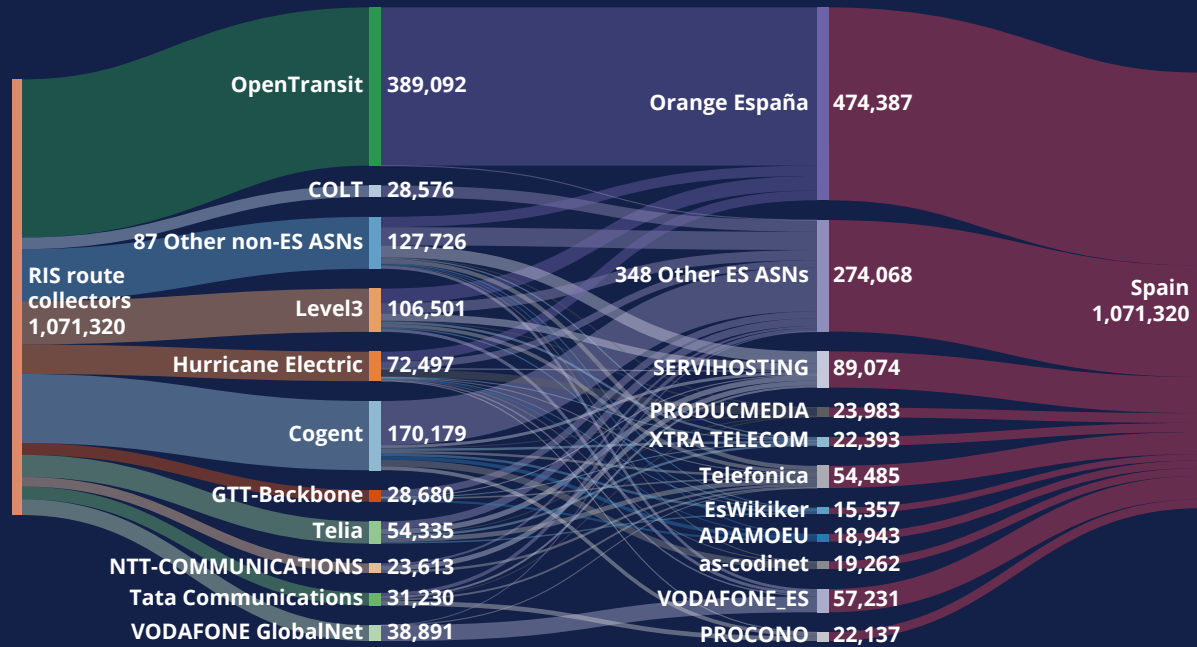 RIS route
collectors
1,071,320
OpenTransit 389,092
COLT 28,576
87 Other non-ES ASNs 127,726
Level3 106,501
Hurricane Electric 72,497
Cogent 170,179
GTT-Backbone 28,680
Telia 54,335
NTT-COMMUNICATIONS 23,613
Tata Communications 31,230
VODAFONE GlobalNet 38,891
Orange España 474,387
348 Other ES ASNs 274,068
SERVIHOSTING 89,074
PRODUCMEDIA 23,983
XTRA TELECOM 22,393
Telefonica 54,485
EsWikiker 15,357
ADAMOEU 18,943
as-codinet 19,262
VODAFONE_ES 57,231
PROCONO 22,137
Spain
1,071,320